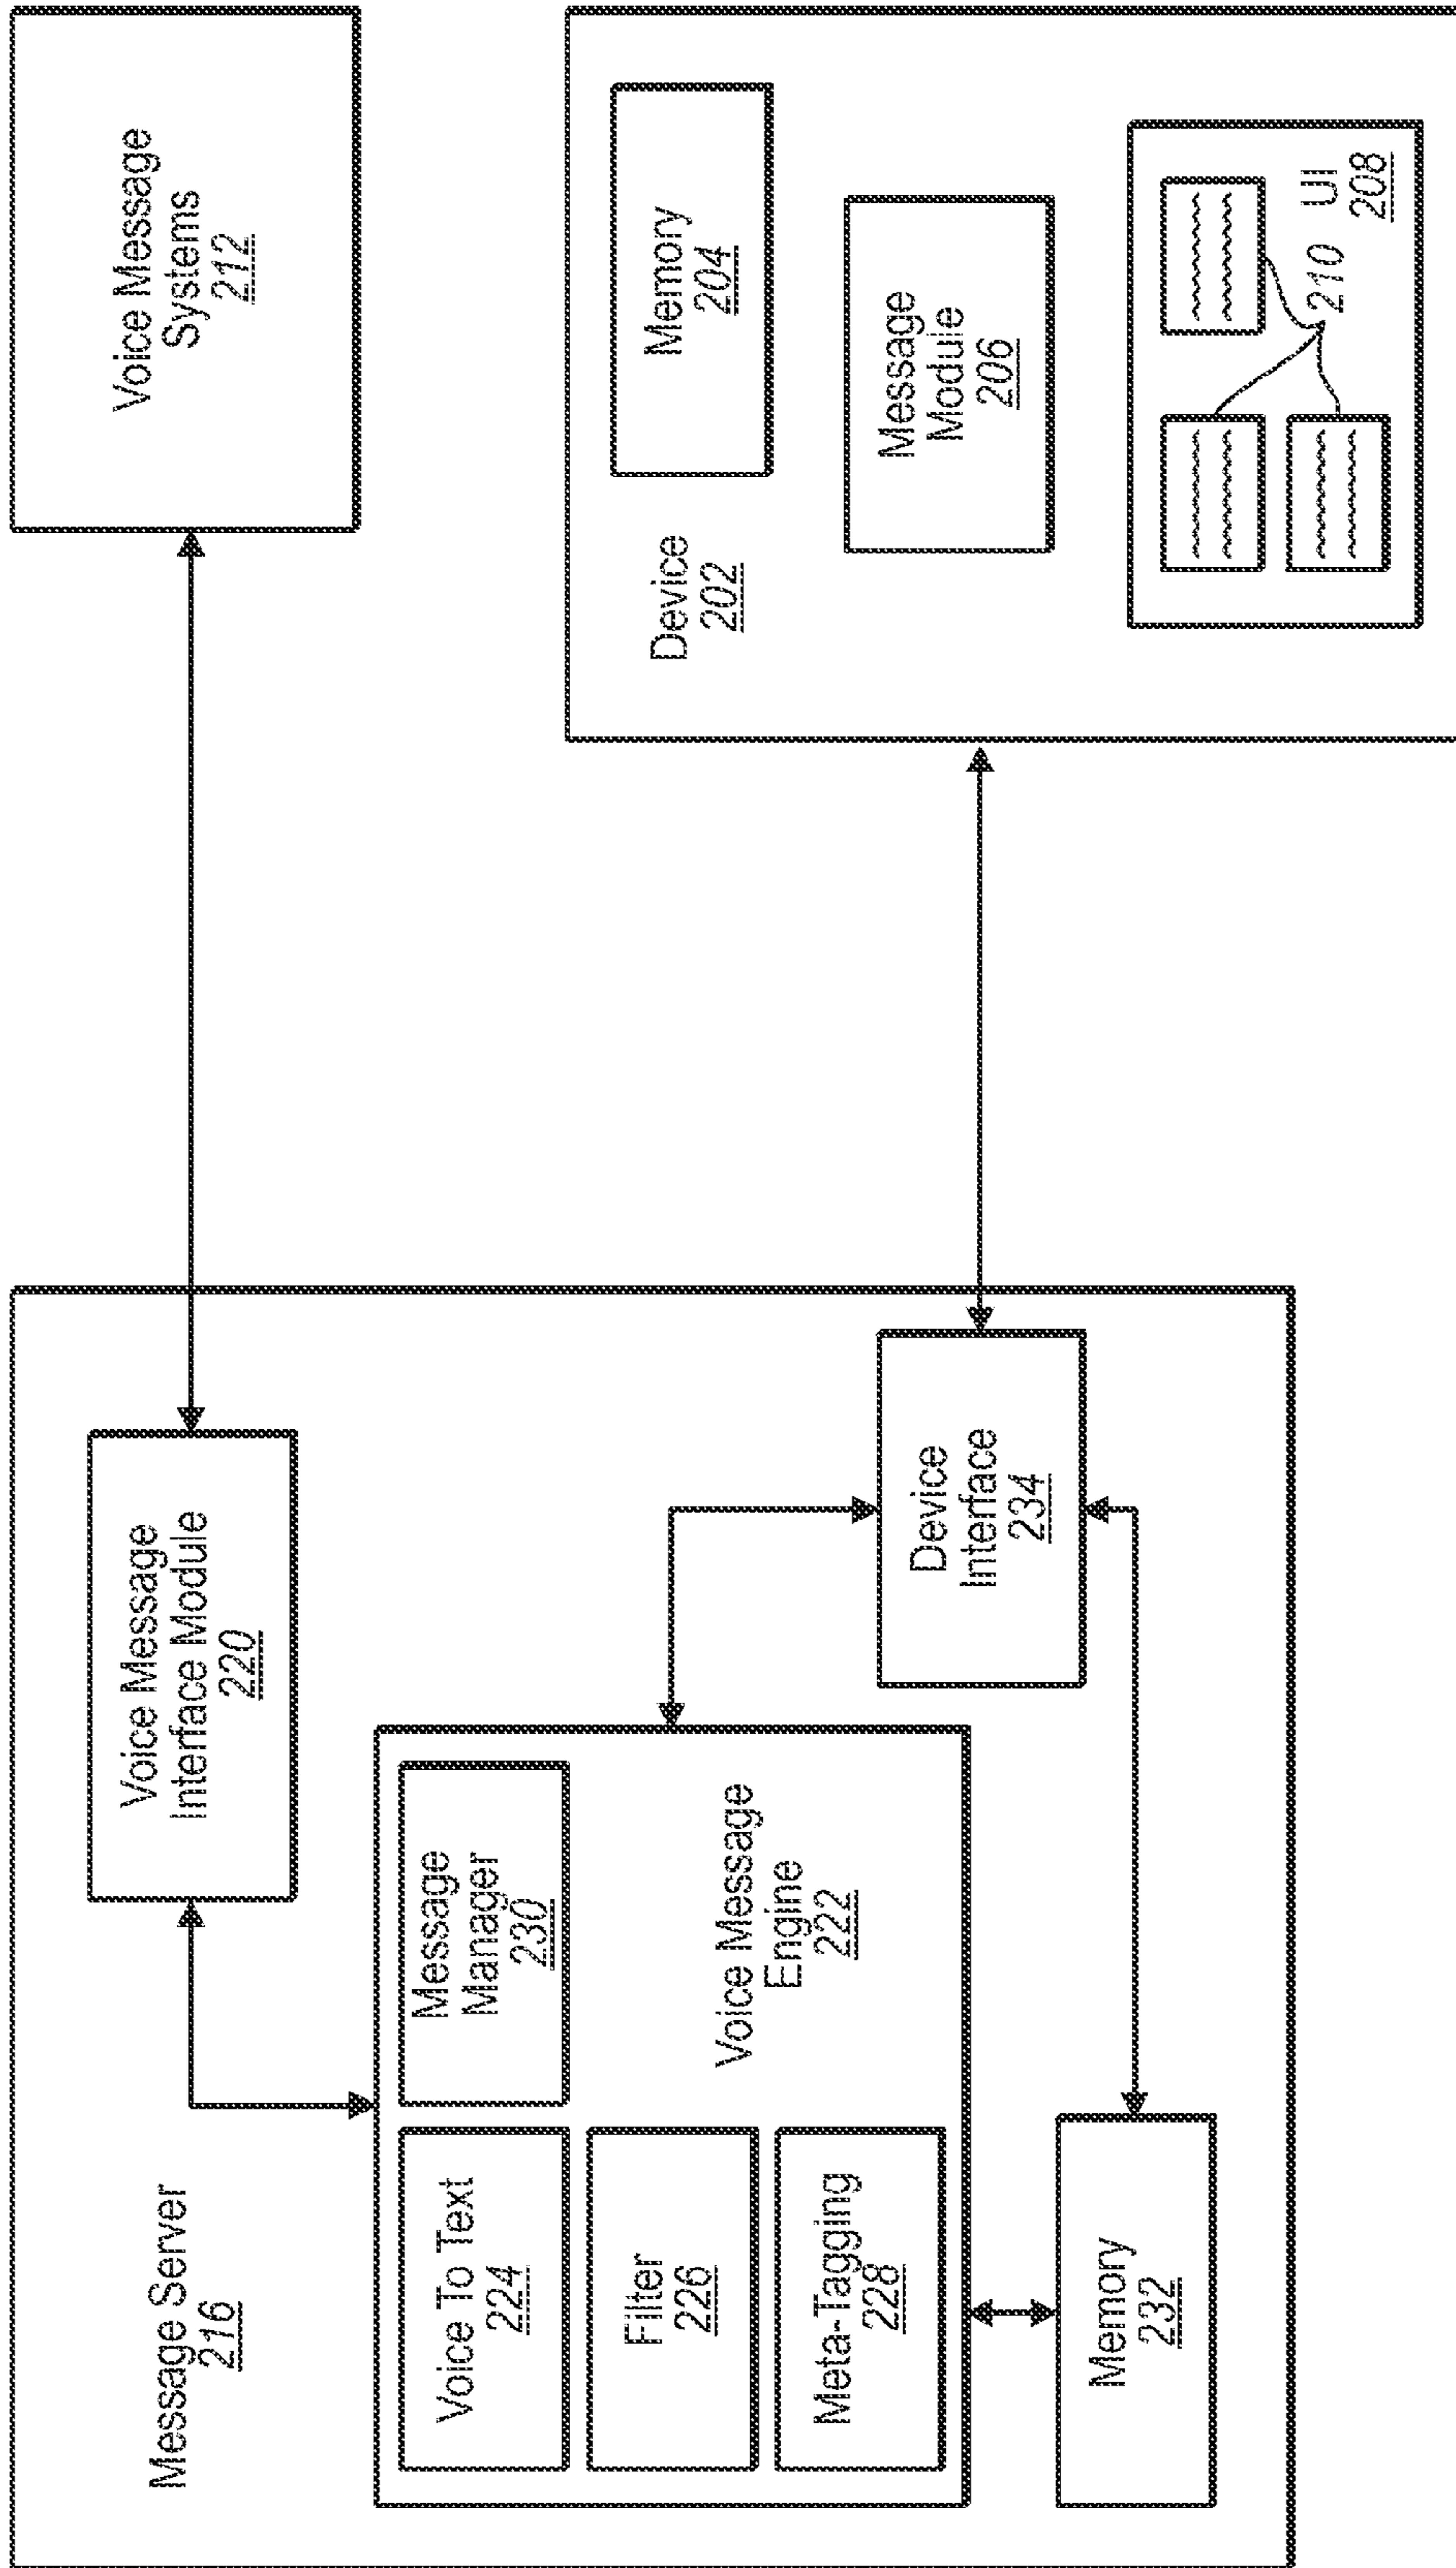 Message Server
216
Voice Message
Interface Module
220
Voice To Text
224
Filter
226
Meta-Tagging
228
Message
Manager
230
Voice Message
Engine
222
Memory
232
Device
Interface
234
Voice Message
Systems
212
Device
202
Memory
204
Message
Module
206
210
UI
208